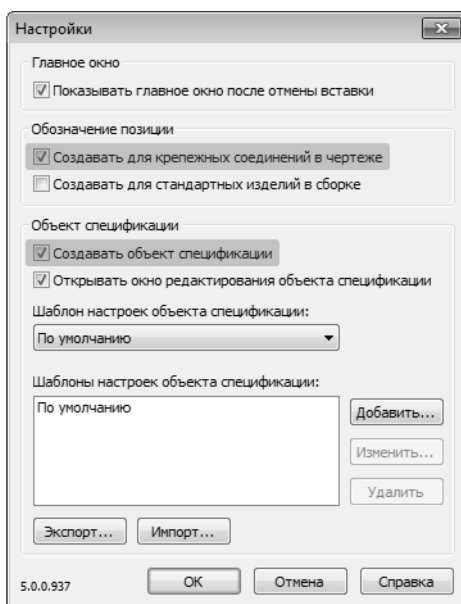 Настройки
Главное окно
Показывать главное окно после отмены вставки
Обозначение позиции
Создавать для крепежных соединений в чертеже
Создавать для стандартных изделий в сборке
Объект спецификации
Создавать объект спецификации
Открывать окно редактирования объекта спецификации
Шаблон настроек объекта спецификации:
По умолчанию
Шаблоны настроек объекта спецификации:
По умолчанию
Добавить...
Изменить...
Удалить
Экспорт... Импорт...
5.0.0.937 OK Отмена Справка